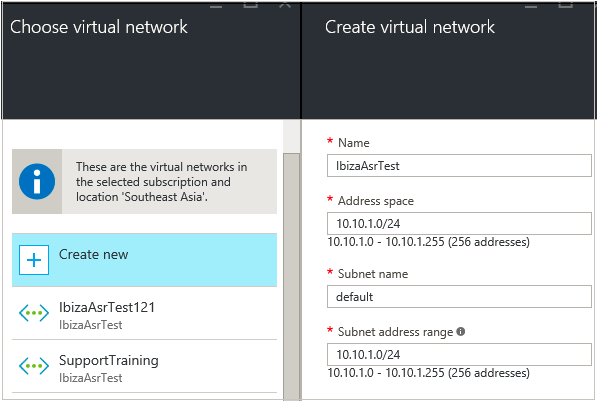 Choose virtual network
These are the virtual networks in
the selected subscription and
location 'Southeast Asia'.
Create new
IbizaAsrTest121
IbizaAsrTest
SupportTraining
IbizaAsrTest
Create virtual network
* Name
IbizaAsrTest
* Address space
10.10.1.0/24
10.10.1.0 - 10.10.1.255 (256 addresses)
* Subnet name
default
* Subnet address range
10.10.1.0/24
10.10.1.0 - 10.10.1.255 (256 addresses)